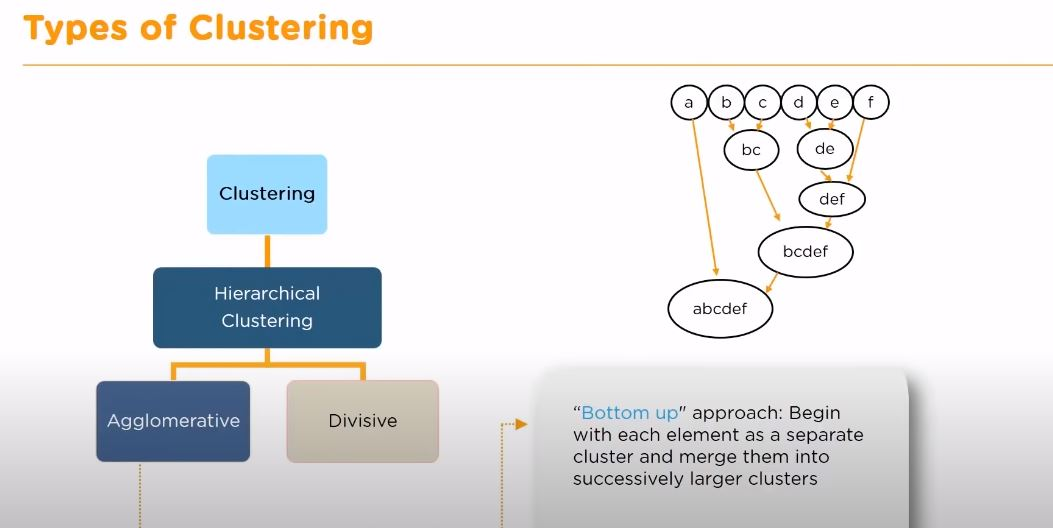 Types of Clustering
a b c d e f
bc de
def
bcdef
abcdef
Clustering
Hierarchical
Clustering
Agglomerative
Divisive
“Bottom up" approach: Begin
with each element as a separate
cluster and merge them into
successively larger clusters